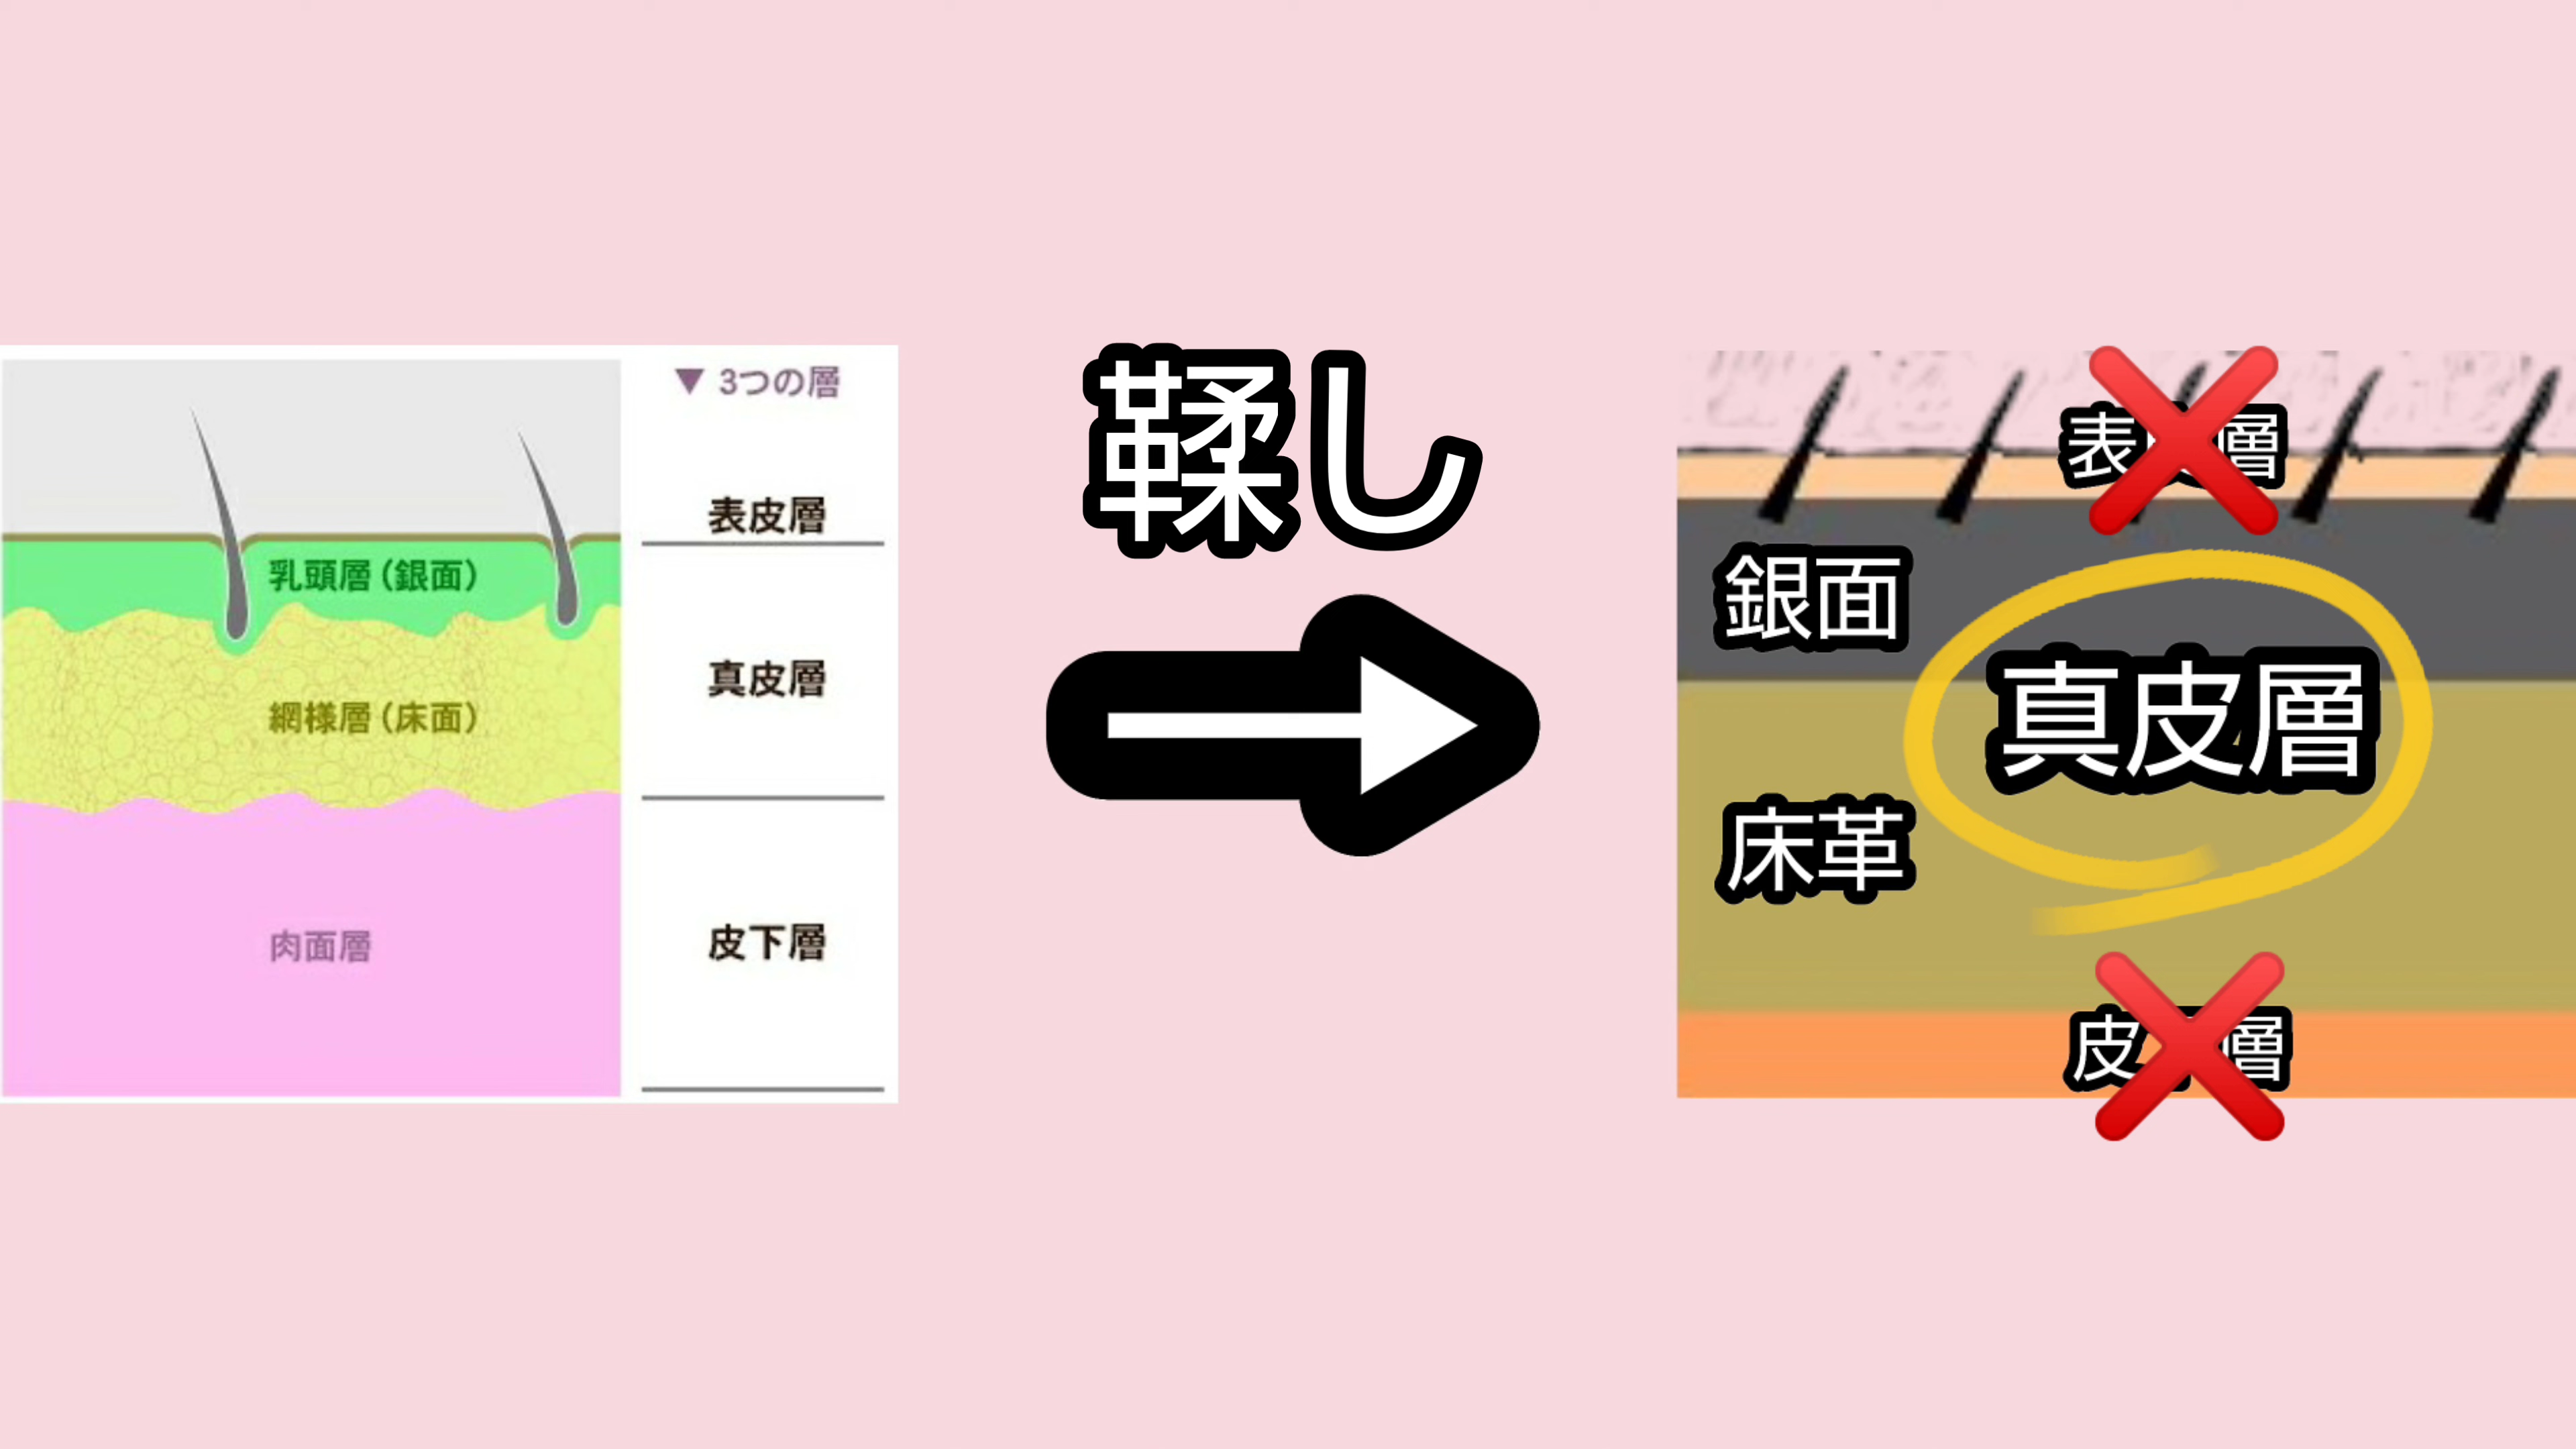 ▼ 3つの層
表皮層
乳頭層（銀面）
真皮層
網様層（床面）
肉面層
皮下層
鞣し
表 層
銀面
真皮層
床革
皮 層